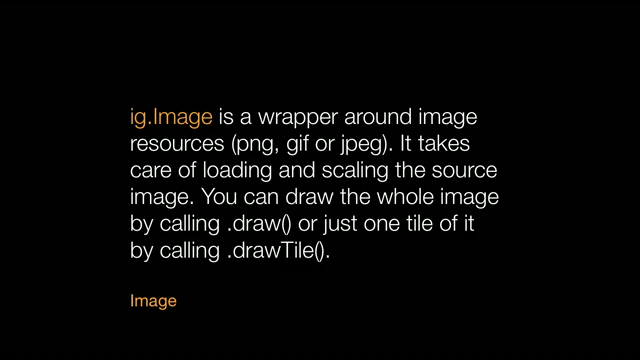 ig.Image is a wrapper around image
resources (png, gif or jpeg). It takes
care of loading and scaling the source
image. You can draw the whole image
by calling .draw() or just one tile of it
by calling .drawTile().
Image